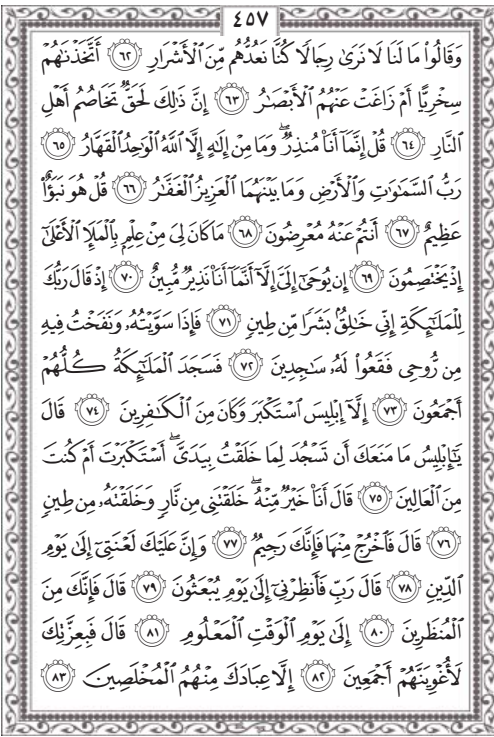 ٤٥٧
وَقَالُوا۟ مَا لَنَا لَا نَرَىٰ رِجَالًا كُنَّا نَعُدُّهُم مِّنَ ٱلْأَشْرَارِ ٦٢ أَتَّخَذْنَٰهُمْ
سِخْرِيًّا أَمْ زَاغَتْ عَنْهُمُ ٱلْأَبْصَٰرُ ٦٣ إِنَّ ذَٰلِكَ لَحَقٌّ تَخَاصُمُ أَهْلِ
ٱلنَّارِ ٦٤ قُلْ إِنَّمَآ أَنَا۠ مُنذِرٌ ۖ وَمَا مِنْ إِلَٰهٍ إِلَّا ٱللَّهُ ٱلْوَٰحِدُ ٱلْقَهَّارُ ٦٥
رَبُّ ٱلسَّمَٰوَٰتِ وَٱلْأَرْضِ وَمَا بَيْنَهُمَا ٱلْعَزِيزُ ٱلْغَفَّٰرُ ٦٦ قُلْ هُوَ نَبَؤٌا۟
عَظِيمٌ ٦٧ أَنتُمْ عَنْهُ مُعْرِضُونَ ٦٨ مَا كَانَ لِىَ مِنْ عِلْمٍۭ بِٱلْمَلَإِ ٱلْأَعْلَىٰٓ
إِذْ يَخْتَصِمُونَ ٦٩ إِن يُوحَىٰٓ إِلَىَّ إِلَّآ أَنَّمَآ أَنَا۠ نَذِيرٌ مُّبِينٌ ٧٠ إِذْ قَالَ رَبُّكَ
لِلْمَلَٰٓئِكَةِ إِنِّى خَٰلِقٌۢ بَشَرًا مِّن طِينٍ ٧١ فَإِذَا سَوَّيْتُهُۥ وَنَفَخْتُ فِيهِ
مِن رُّوحِى فَقَعُوا۟ لَهُۥ سَٰجِدِينَ ٧٢ فَسَجَدَ ٱلْمَلَٰٓئِكَةُ كُلُّهُمْ
أَجْمَعُونَ ٧٣ إِلَّآ إِبْلِيسَ ٱسْتَكْبَرَ وَكَانَ مِنَ ٱلْكَٰفِرِينَ ٧٤ قَالَ
يَٰٓإِبْلِيسُ مَا مَنَعَكَ أَن تَسْجُدَ لِمَا خَلَقْتُ بِيَدَىَّ ۖ أَسْتَكْبَرْتَ أَمْ كُنتَ
مِنَ ٱلْعَالِينَ ٧٥ قَالَ أَنَا۠ خَيْرٌ مِّنْهُ ۖ خَلَقْتَنِى مِن نَّارٍ وَخَلَقْتَهُۥ مِن طِينٍ
٧٦ قَالَ فَٱخْرُجْ مِنْهَا فَإِنَّكَ رَجِيمٌ ٧٧ وَإِنَّ عَلَيْكَ لَعْنَتِىٓ إِلَىٰ يَوْمِ
ٱلدِّينِ ٧٨ قَالَ رَبِّ فَأَنظِرْنِىٓ إِلَىٰ يَوْمِ يُبْعَثُونَ ٧٩ قَالَ فَإِنَّكَ مِنَ
ٱلْمُنظَرِينَ ٨٠ إِلَىٰ يَوْمِ ٱلْوَقْتِ ٱلْمَعْلُومِ ٨١ قَالَ فَبِعِزَّتِكَ
لَأُغْوِيَنَّهُمْ أَجْمَعِينَ ٨٢ إِلَّا عِبَادَكَ مِنْهُمُ ٱلْمُخْلَصِينَ ٨٣